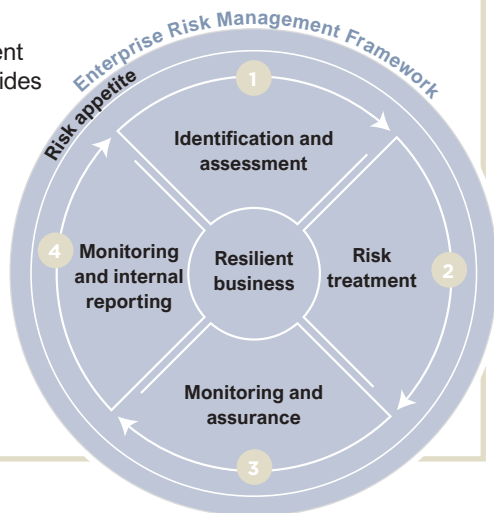 ent
ides
Enterprise Risk Management Framework
Risk appetite
1
Identification and
assessment
4
Monitoring
and internal
reporting
Resilient
business
Risk
treatment
2
Monitoring and
assurance
3